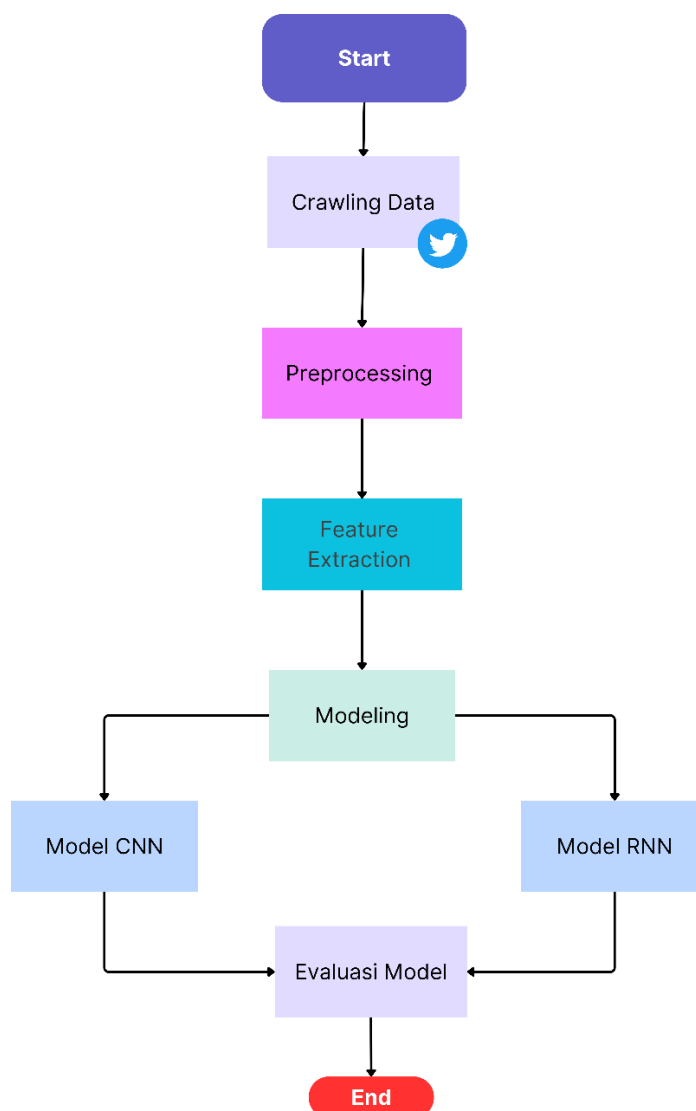 Start
Crawling Data
Preprocessing
Feature
Extraction
Modeling
Model CNN
Model RNN
Evaluasi Model
End